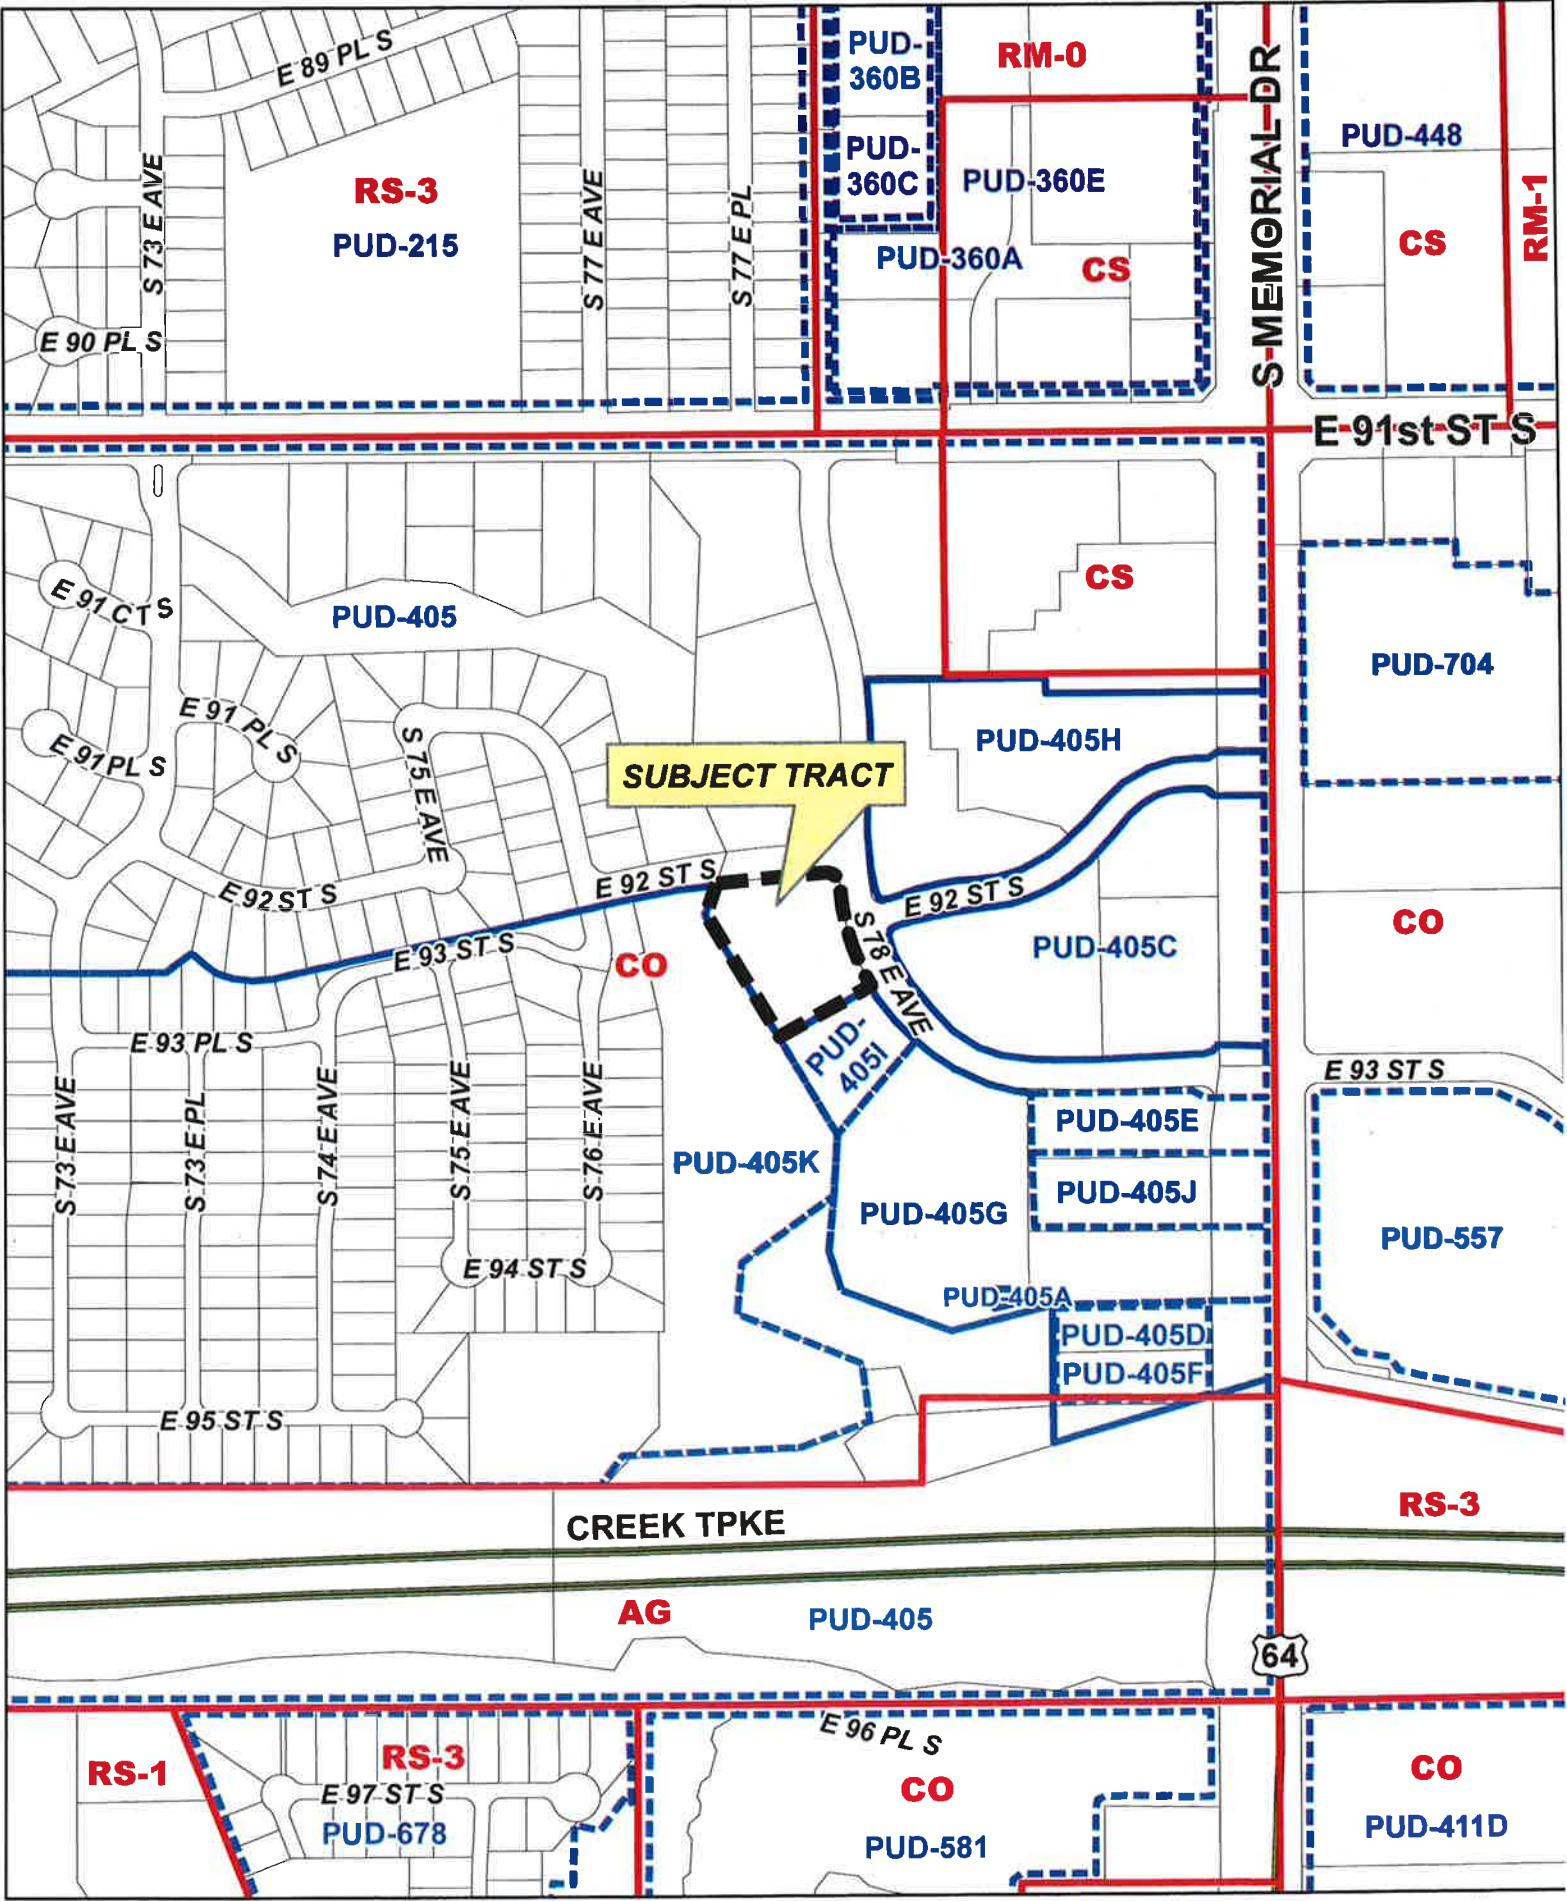 E 89 PL S
PUD-
360B
RM-0
S MEMORIAL DR
PUD-448
PUD-
360C
PUD-360E
RS-3
PUD-215
S 73 E AVE
S 77 E AVE
S 77 E PL
PUD-360A
CS
CS
RM-1
E 90 PL S
E 91st ST S
E 91 CT S
PUD-405
CS
PUD-704
E 91 PL S
E 91 PL S
S 75 E AVE
PUD-405H
SUBJECT TRACT
E 92 ST S
E 92 ST S
E 92 ST S
S 78 E AVE
E 93 ST S
CO
PUD-405C
CO
E 93 PL S
PUD-
405I
E 93 ST S
S 73 E AVE
S 73 E PL
S 74 E AVE
S 75 E AVE
S 76 E AVE
PUD-405E
PUD-405K
PUD-405J
PUD-405G
PUD-557
E 94 ST S
PUD-405A
PUD-405D
PUD-405F
E 95 ST S
RS-3
CREEK TPKE
AG
PUD-405
64
E 96 PL S
RS-1
RS-3
E 97 ST S
PUD-678
CO
PUD-581
CO
PUD-411D